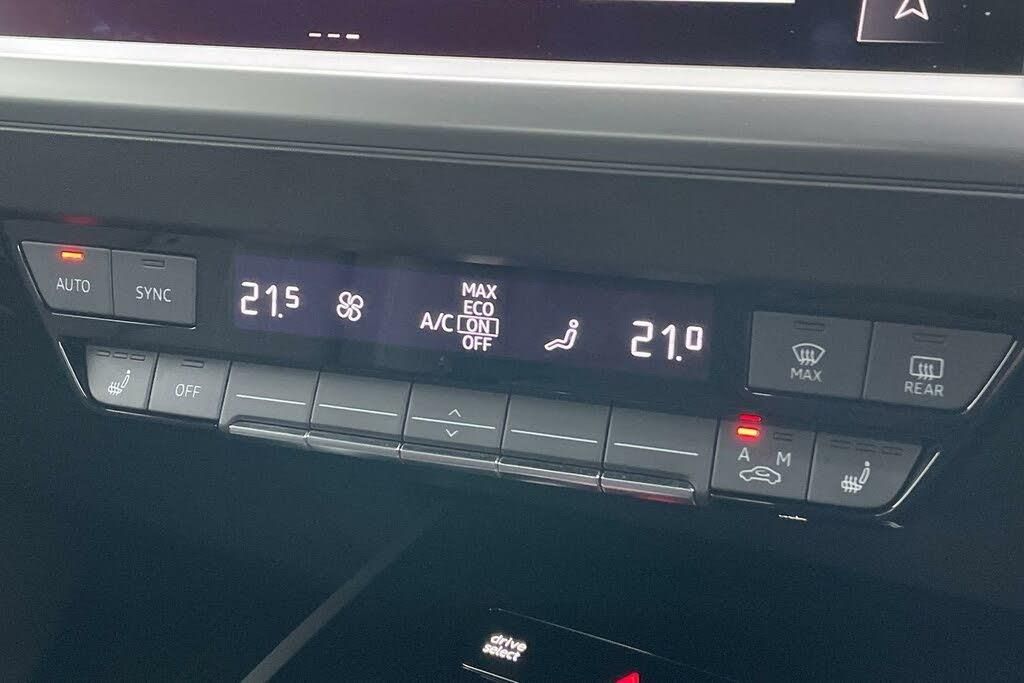 AUTO
SYNC
21.5
MAX
ECO
A/C ON
OFF
21.0
MAX
REAR
OFF
A M
drive
select